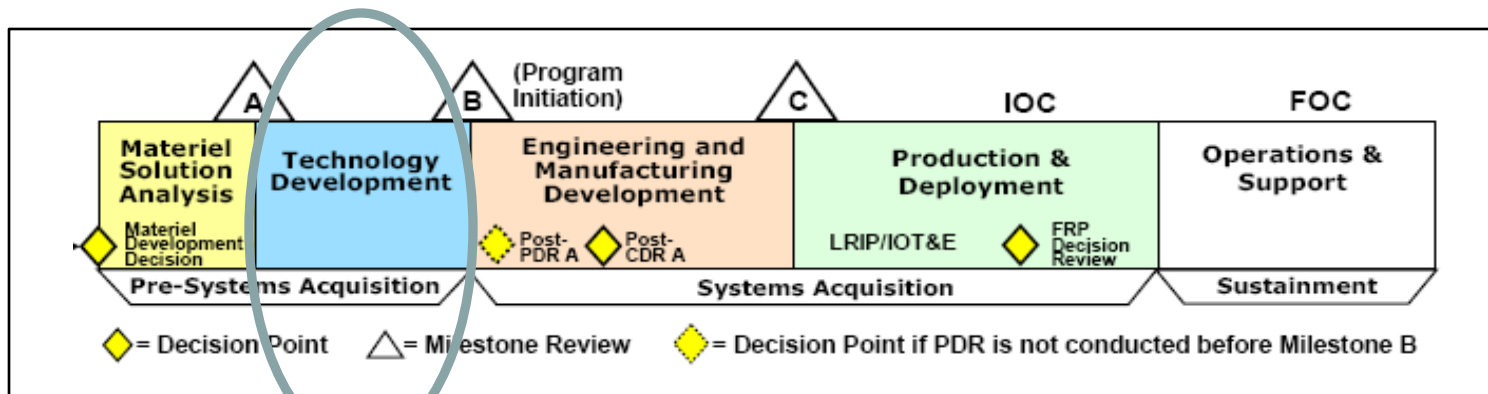 A
B
(Program
Initiation)
C
IOC
FOC
Materiel
Solution
Analysis
Technology
Development
Engineering and
Manufacturing
Development
Production &
Deployment
Operations &
Support
Materiel
Development
Decision
Post-
PDR A
Post-
CDR A
LRIP/IOT&E
FRP
Decision
Review
Pre-Systems Acquisition
Systems Acquisition
Sustainment
= Decision Point
= Milestone Review
= Decision Point if PDR is not conducted before Milestone B